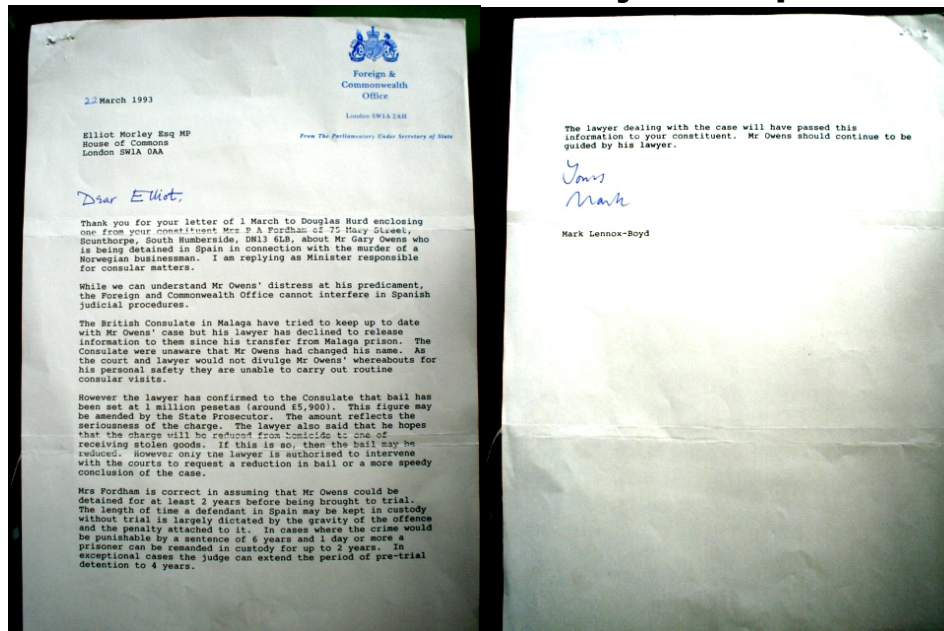 Foreign &
Commonwealth
Office
London SW1A 2AH
22 March 1993
From The Parliamentary Under Secretary of State
Elliot Morley Esq MP
House of Commons
London SW1A 0AA
Dear Elliot,
Thank you for your letter of 1 March to Douglas Hurd enclosing
one from your constituent Mrs P A Fordham of 75 Mary Street,
Scunthorpe, South Humberside, DN13 6LB, about Mr Gary Owens who
is being detained in Spain in connection with the murder of a
Norwegian businessman. I am replying as Minister responsible
for consular matters.
While we can understand Mr Owens' distress at his predicament,
the Foreign and Commonwealth Office cannot interfere in Spanish
judicial procedures.
The British Consulate in Malaga have tried to keep up to date
with Mr Owens' case but his lawyer has declined to release
information to them since his transfer from Malaga prison. The
Consulate were unaware that Mr Owens had changed his name. As
the court and lawyer would not divulge Mr Owens' whereabouts for
his personal safety they are unable to carry out routine
consular visits.
However the lawyer has confirmed to the Consulate that bail has
been set at 1 million pesetas (around £5,900). This figure may
be amended by the State Prosecutor. The amount reflects the
seriousness of the charge. The lawyer also said that he hopes
that the charge will be reduced from homicide to one of
receiving stolen goods. If this is so, then the bail may be
reduced. However only the lawyer is authorised to intervene
with the courts to request a reduction in bail or a more speedy
conclusion of the case.
Mrs Fordham is correct in assuming that Mr Owens could be
detained for at least 2 years before being brought to trial.
The length of time a defendant in Spain may be kept in custody
without trial is largely dictated by the gravity of the offence
and the penalty attached to it. In cases where the crime would
be punishable by a sentence of 6 years and 1 day or more a
prisoner can be remanded in custody for up to 2 years. In
exceptional cases the judge can extend the period of pre-trial
detention to 4 years.
The lawyer dealing with the case will have passed this
information to your constituent. Mr Owens should continue to be
guided by his lawyer.
Yours
Mark
Mark Lennox-Boyd